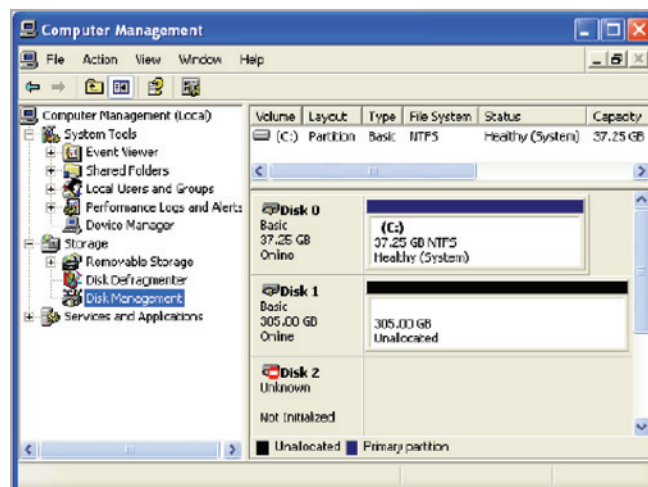 Computer Management
File Action View Window Help
Computer Management (Local)
System Tools
Event Viewer
Shared Folders
Local Users and Groups
Performance Logs and Alerts
Device Manager
Storage
Removable Storage
Disk Defragmenter
Disk Management
Services and Applications
Volume Layout Type File System Status Capacity
(C:) Partition Basic NTFS Healthy (System) 37.25 GB
Disk 0
Basic
37.25 GB
Online
(C:)
37.25 GB NTFS
Healthy (System)
Disk 1
Basic
305.00 GB
Online
305.00 GB
Unallocated
Disk 2
Unknown
Not Initialized
Unallocated Primary partition